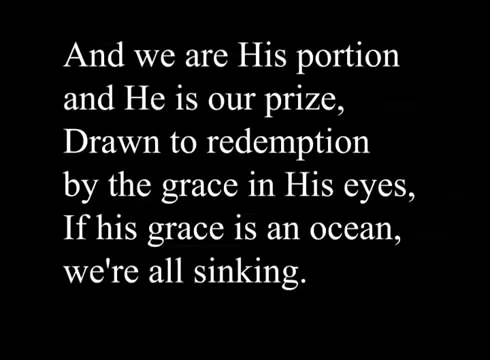 And we are His portion
and He is our prize,
Drawn to redemption
by the grace in His eyes,
If his grace is an ocean,
we're all sinking.